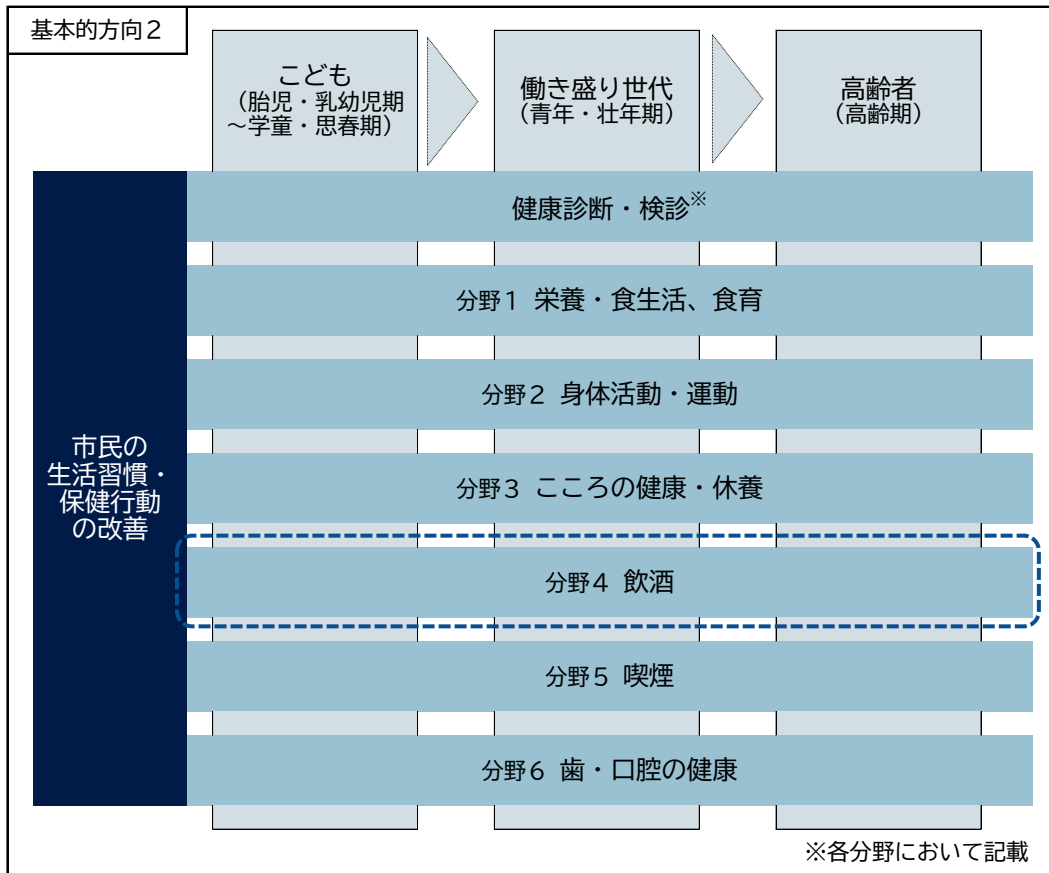 基本的方向２
こども
（胎児・乳幼児期
～学童・思春期）
働き盛り世代
（青年・壮年期）
高齢者
（高齢期）
市民の
生活習慣・
保健行動
の改善
健康診断・検診※
分野１ 栄養・食生活、食育
分野２ 身体活動・運動
分野３ こころの健康・休養
分野４ 飲酒
分野５ 喫煙
分野６ 歯・口腔の健康
※各分野において記載